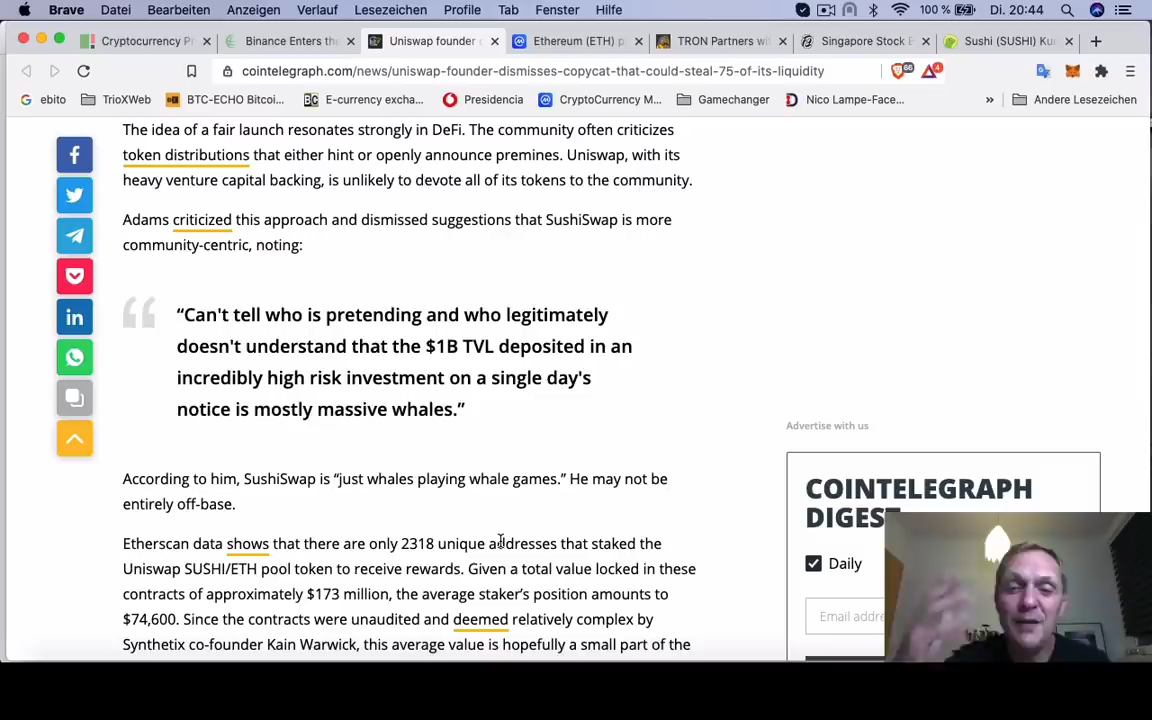 Brave Datei Bearbeiten Anzeigen Verlauf Lesezeichen Profile Tab Fenster Hilfe 100 % Di. 20:44
Cryptocurrency Pr Binance Enters the Uniswap founder Ethereum (ETH) p TRON Partners wit Singapore Stock E Sushi (SUSHI) Ku
cointelegraph.com/news/uniswap-founder-dismisses-copycat-that-could-steal-75-of-its-liquidity 66 4
ebito TrioXWeb BTC-ECHO Bitcoi... E-currency excha... Presidencia CryptoCurrency M... Gamechanger Nico Lampe-Face... » Andere Lesezeichen
The idea of a fair launch resonates strongly in DeFi. The community often criticizes
token distributions that either hint or openly announce premines. Uniswap, with its
heavy venture capital backing, is unlikely to devote all of its tokens to the community.
Adams criticized this approach and dismissed suggestions that SushiSwap is more
community-centric, noting:
“Can't tell who is pretending and who legitimately
doesn't understand that the $1B TVL deposited in an
incredibly high risk investment on a single day's
notice is mostly massive whales.”
According to him, SushiSwap is “just whales playing whale games.” He may not be
entirely off-base.
Etherscan data shows that there are only 2318 unique addresses that staked the
Uniswap SUSHI/ETH pool token to receive rewards. Given a total value locked in these
contracts of approximately $173 million, the average staker’s position amounts to
$74,600. Since the contracts were unaudited and deemed relatively complex by
Synthetix co-founder Kain Warwick, this average value is hopefully a small part of the
Advertise with us
COINTELEGRAPH
DIGEST
Daily
Email addre